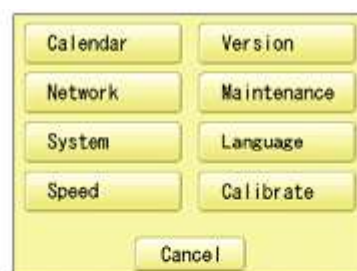 Calendar Version
Network Maintenance
System Language
Speed Calibrate
Cancel